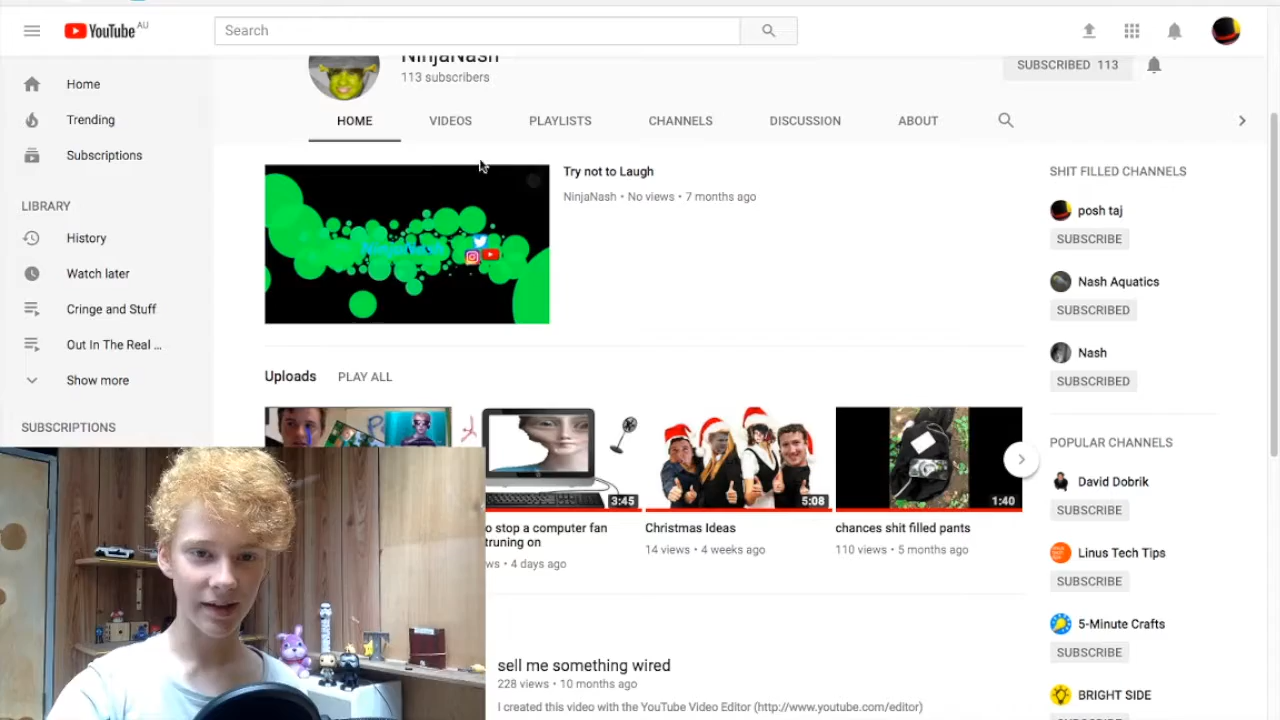 YouTube AU
Search
NinjaNash
113 subscribers
SUBSCRIBED 113
Home
Trending
Subscriptions
LIBRARY
History
Watch later
Cringe and Stuff
Out In The Real ...
Show more
SUBSCRIPTIONS
HOME
VIDEOS
PLAYLISTS
CHANNELS
DISCUSSION
ABOUT
NinjaNash
Try not to Laugh
NinjaNash • No views • 7 months ago
Uploads PLAY ALL
3:45
5:08
1:40
o stop a computer fan
truning on
ws • 4 days ago
Christmas Ideas
14 views • 4 weeks ago
chances shit filled pants
110 views • 5 months ago
sell me something wired
228 views • 10 months ago
I created this video with the YouTube Video Editor (http://www.youtube.com/editor)
SHIT FILLED CHANNELS
posh taj
SUBSCRIBE
Nash Aquatics
SUBSCRIBED
Nash
SUBSCRIBED
POPULAR CHANNELS
David Dobrik
SUBSCRIBE
Linus Tech Tips
SUBSCRIBE
5-Minute Crafts
SUBSCRIBE
BRIGHT SIDE